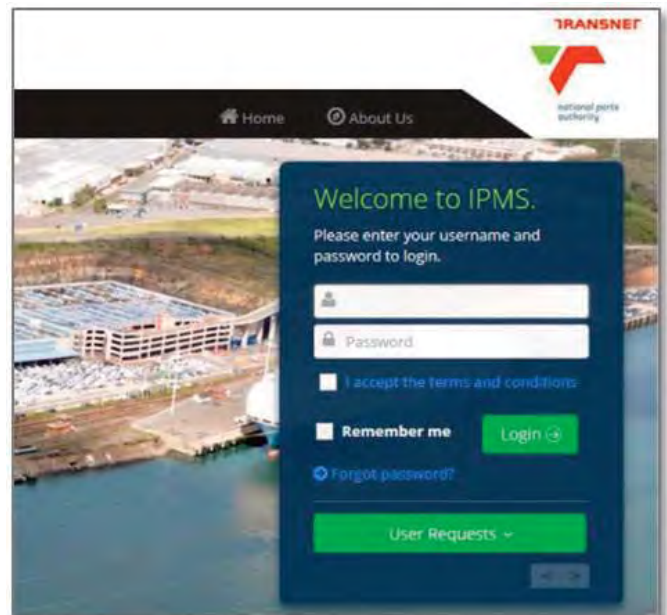 TRANSNET
national ports
authority
Home
About Us
Welcome to IPMS.
Please enter your username and
password to login.
Password
I accept the terms and conditions
Remember me
Login
Forgot password?
User Requests